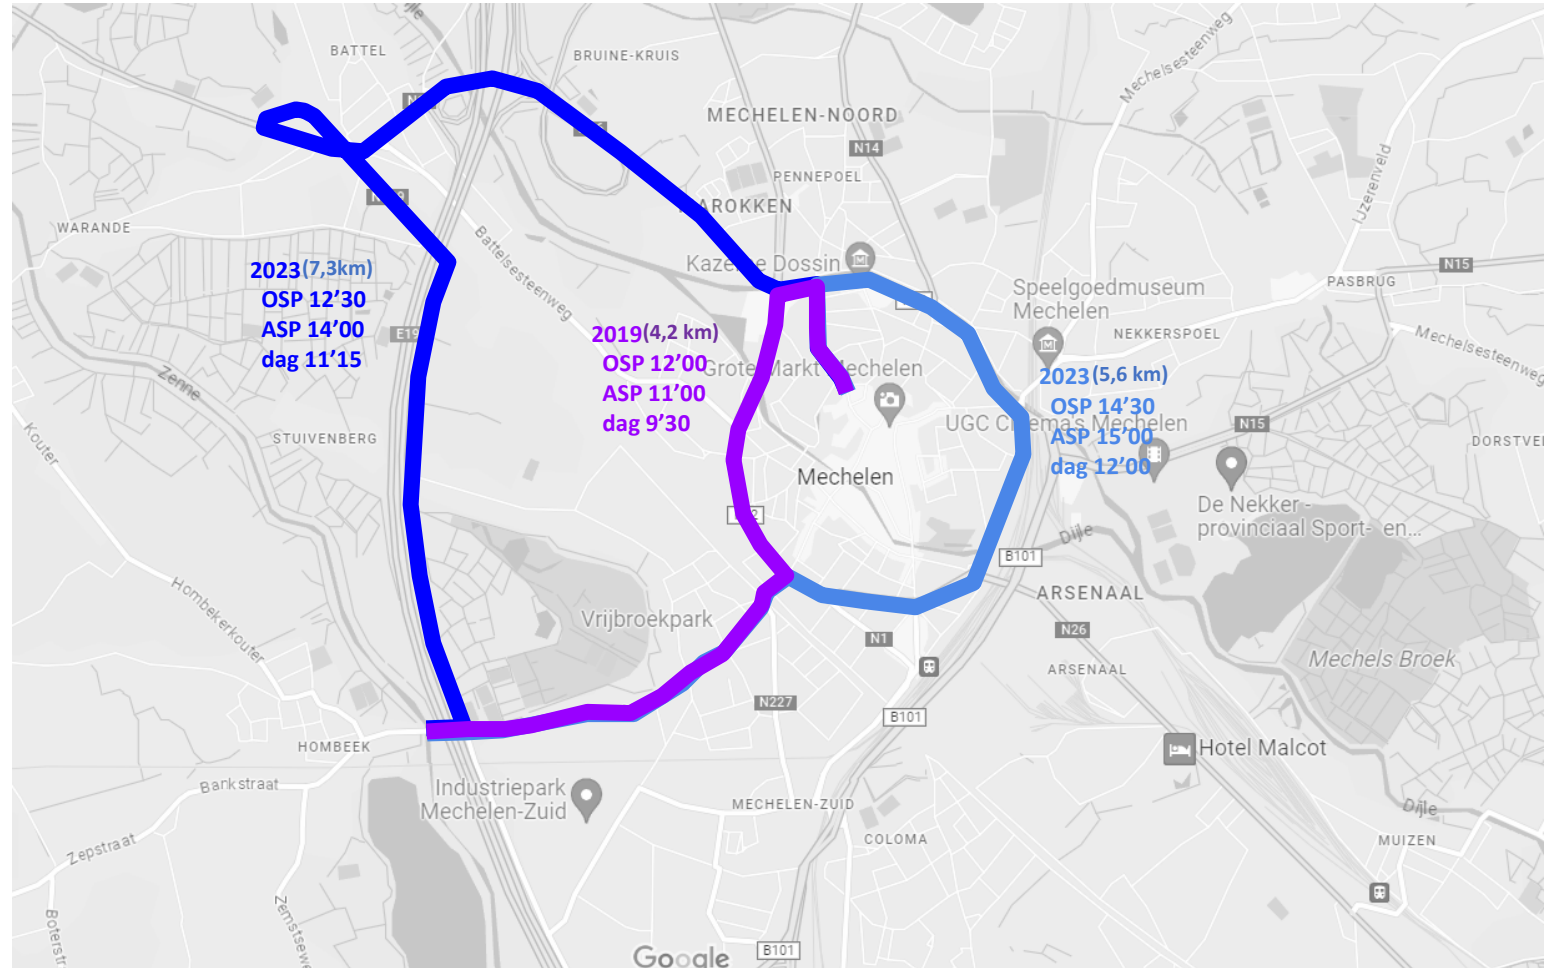 Dijle
BATTEL
BRUINE-KRUIS
Mechelsesteenweg
MECHELEN-NOORD
N14
PENNEPOEL
IJzerenveld
WARANDE
Battelsesteenweg
Kazerne Dossin
N15
PASBRUG
2023 (7,3km)
OSP 12’30
ASP 14’00
dag 11’15
E19
Speelgoedmuseum
Mechelen
NEKKERSPOEL
Mechelsesteenweg
2019 (4,2 km)
OSP 12’00
ASP 11’00
dag 9’30
Grote Markt Mechelen
2023 (5,6 km)
OSP 14’30
ASP 15’00
dag 12’00
UGC Cinema's Mechelen
N15
Zenne
Kouter
STUIVENBERG
Mechelen
De Nekker -
provinciaal Sport- en...
Dijle
B101
Hombekerkouter
Vrijbroekpark
ARSENAAL
N1
N26
ARSENAAL
Mechels Broek
N227
B101
HOMBEEK
Hotel Malcot
Bankstraat
Industriepark
Mechelen-Zuid
MECHELEN-ZUID
COLOMA
Dijle
MUIZEN
Zepstraat
B101
Google